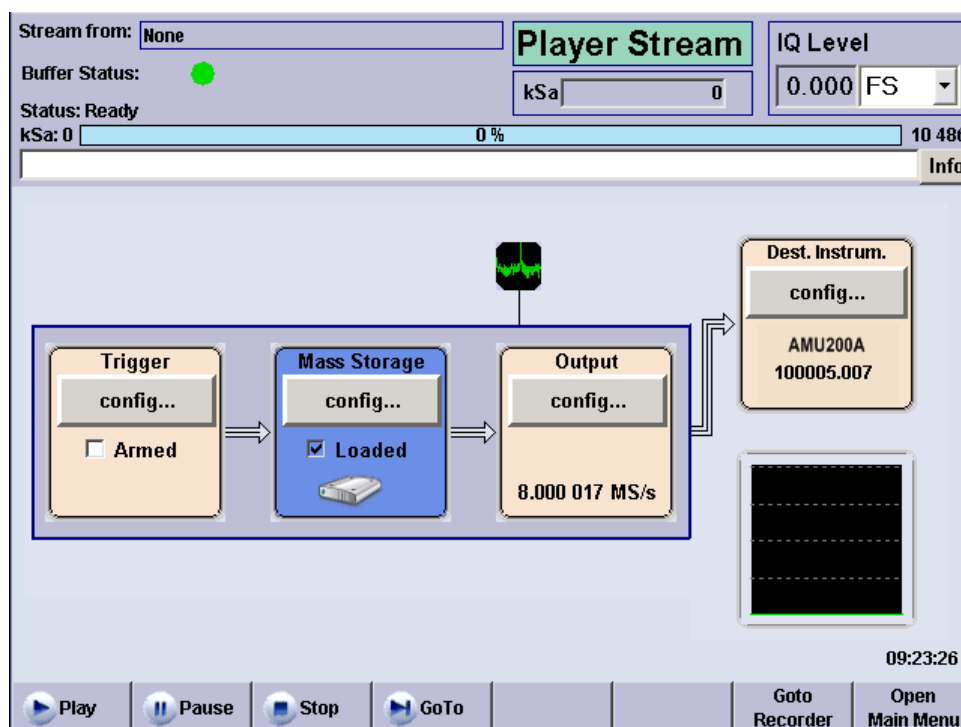 Stream from: None
Player Stream
IQ Level
Buffer Status:
kSa 0
0.000 FS
Status: Ready
kSa: 0 0 % 10 486
Info
Dest. Instrum.
config...
AMU200A
100005.007
Trigger
config...
Armed
Mass Storage
config...
Loaded
Output
config...
8.000 017 MS/s
09:23:26
Play
Pause
Stop
GoTo
Goto
Recorder
Open
Main Menu